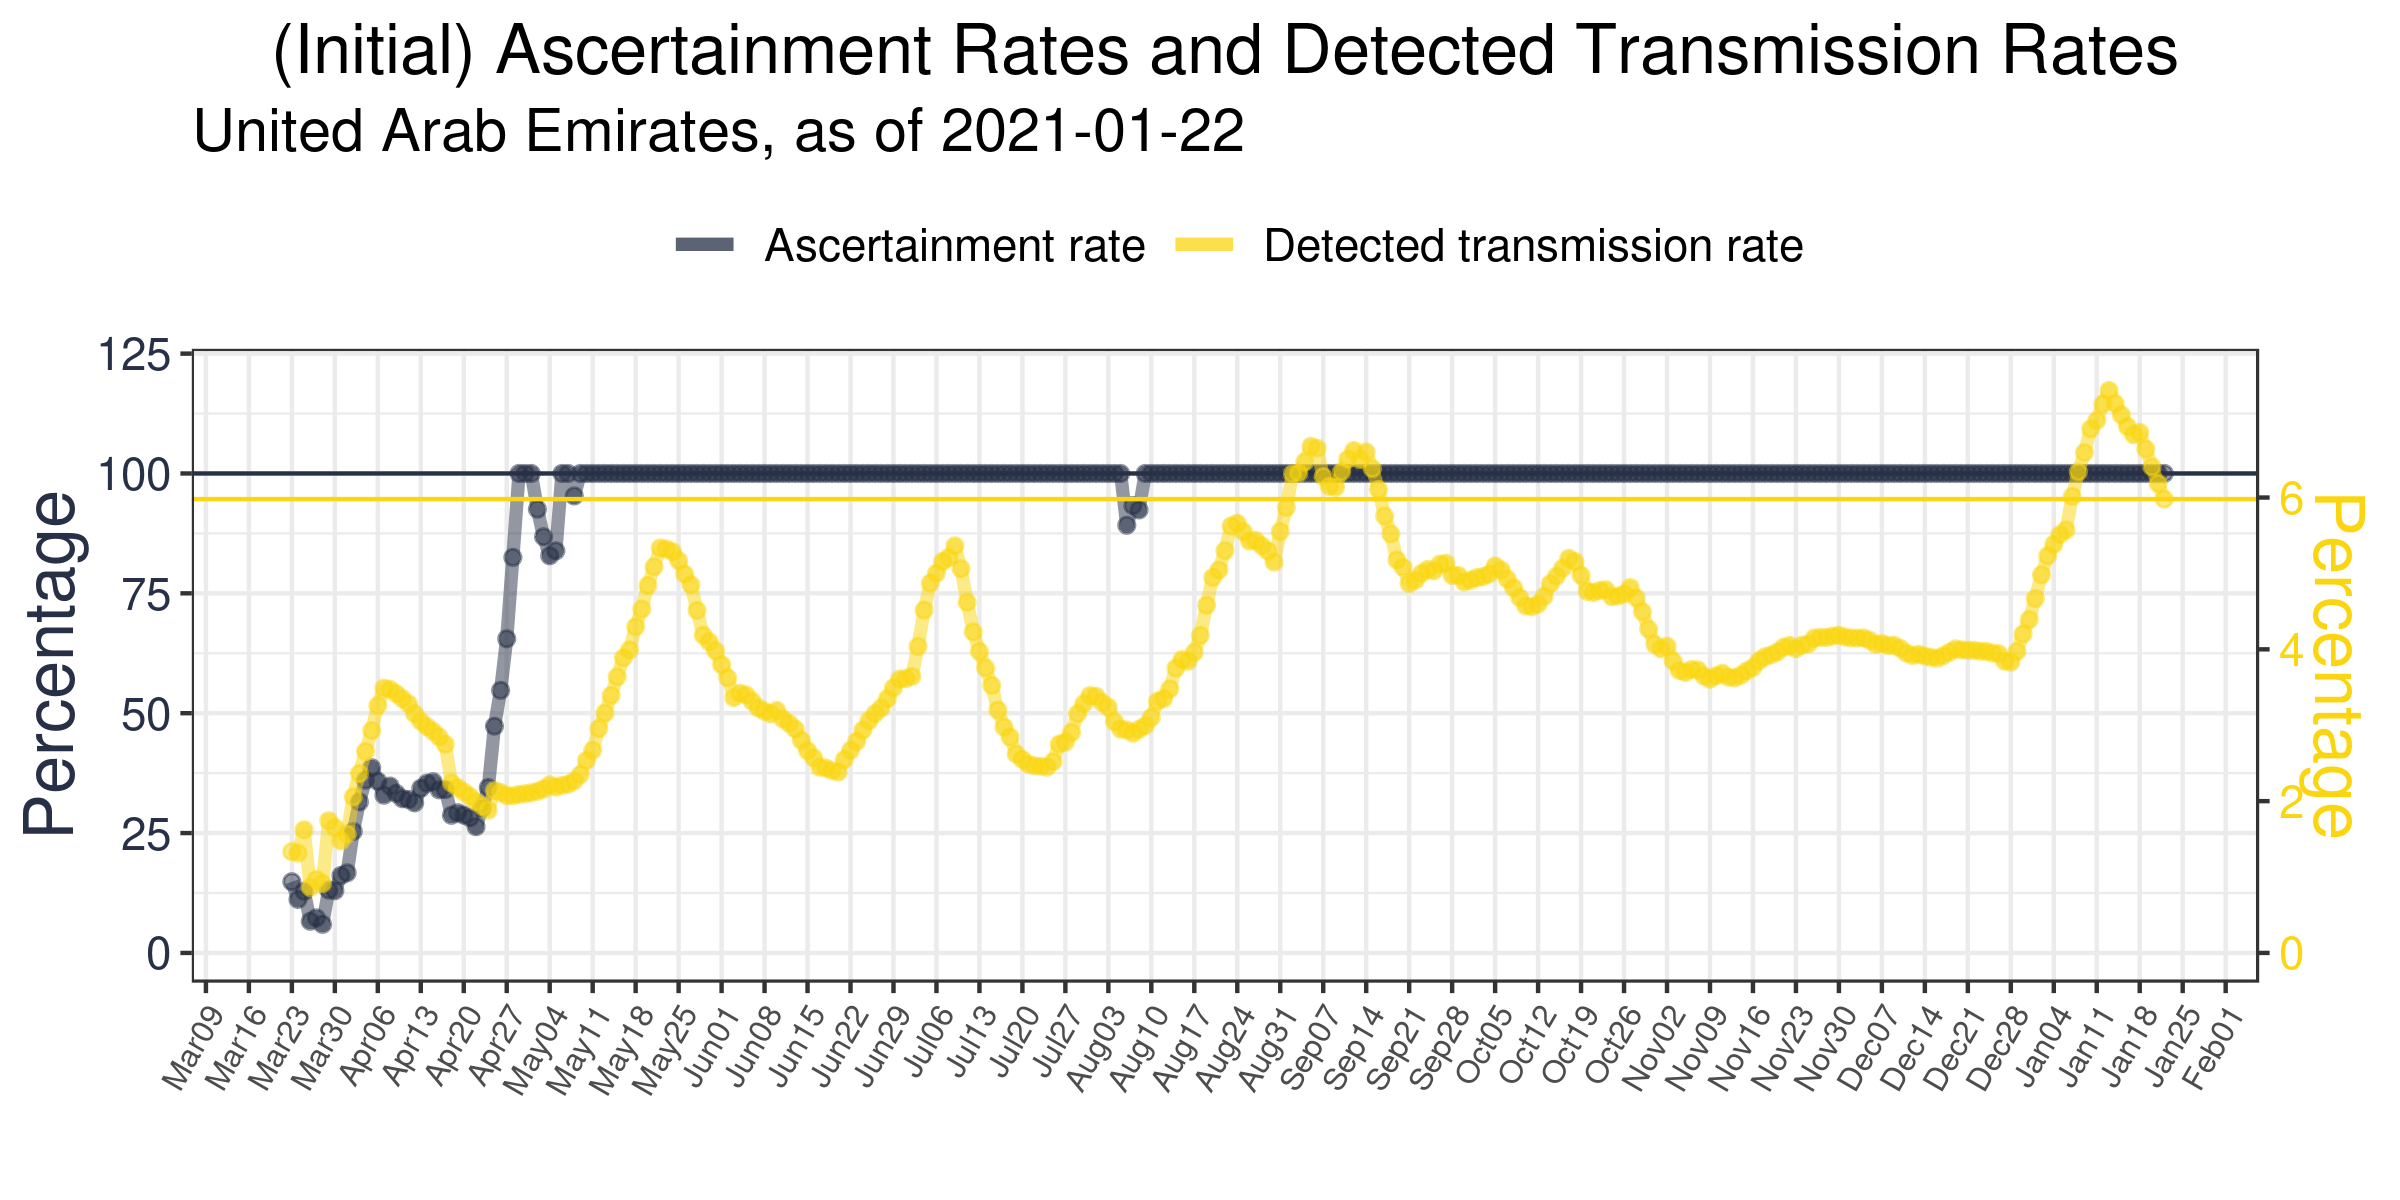 (Initial) Ascertainment Rates and Detected Transmission Rates
United Arab Emirates, as of 2021-01-22
Ascertainment rate
Detected transmission rate
Percentage
125
100
75
50
25
0
6
4
2
0
Percentage
Mar09
Mar16
Mar23
Mar30
Apr06
Apr13
Apr20
Apr27
May04
May11
May18
May25
Jun01
Jun08
Jun15
Jun22
Jun29
Jul06
Jul13
Jul20
Jul27
Aug03
Aug10
Aug17
Aug24
Aug31
Sep07
Sep14
Sep21
Sep28
Oct05
Oct12
Oct19
Oct26
Nov02
Nov09
Nov16
Nov23
Nov30
Dec07
Dec14
Dec21
Dec28
Jan04
Jan11
Jan18
Jan25
Feb01